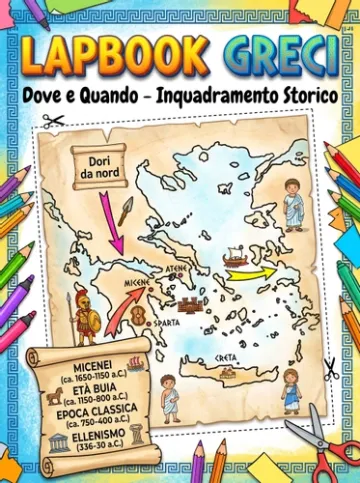 LAPBOOK GRECI
Dove e Quando – Inquadramento Storico
Dori
da nord
ATENE
MICENE
SPARTA
CRETA
MICENEI
(ca. 1650-1150 a.C.)
ETÀ BUIA
(ca. 1150-800 a.C.)
EPOCA CLASSICA
(ca. 750-400 a.C.)
ELLENISMO
(336-30 a.C.)